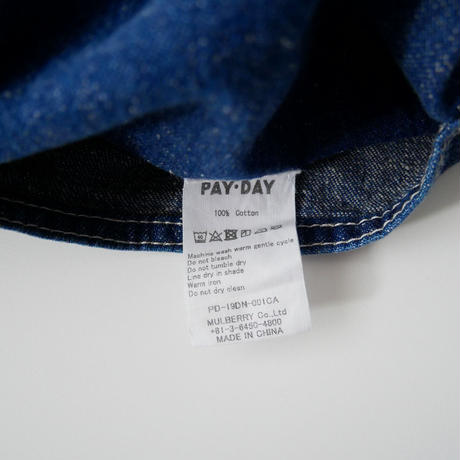 PAY·DAY
100% Cotton
Machine wash warm gentle cycle
Do not bleach
Do not tumble dry
Line dry in shade
Warm iron
Do not dry clean
PD-19DN-001CA
MULBERRY Co.,Ltd
+81-3-6450-4800
MADE IN CHINA